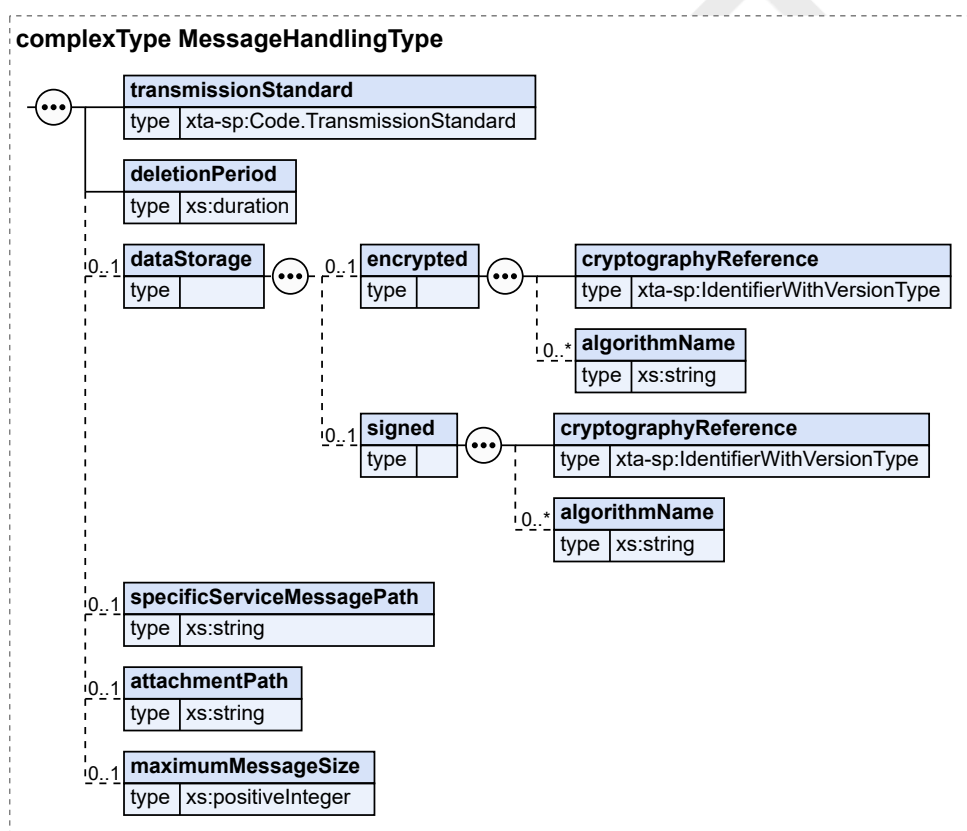 complexType MessageHandlingType
transmissionStandard
type xta-sp:Code.TransmissionStandard
deletionPeriod
type xs:duration
0..1 dataStorage
type
0..1 encrypted
type
cryptographyReference
type xta-sp:IdentifierWithVersionType
0..* algorithmName
type xs:string
0..1 signed
type
cryptographyReference
type xta-sp:IdentifierWithVersionType
0..* algorithmName
type xs:string
0..1 specificServiceMessagePath
type xs:string
0..1 attachmentPath
type xs:string
0..1 maximumMessageSize
type xs:positiveInteger